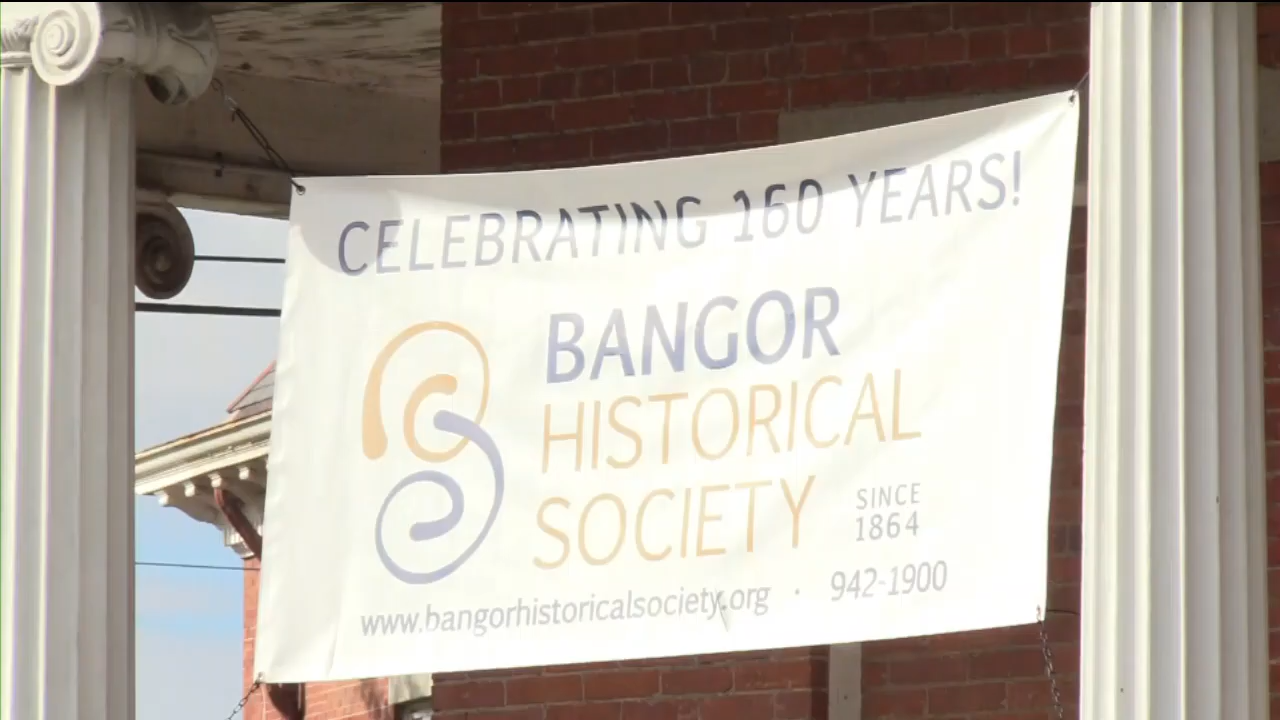 CELEBRATING 160 YEARS!
BANGOR
HISTORICAL
SOCIETY
SINCE
1864
www.bangorhistoricalsociety.org · 942-1900